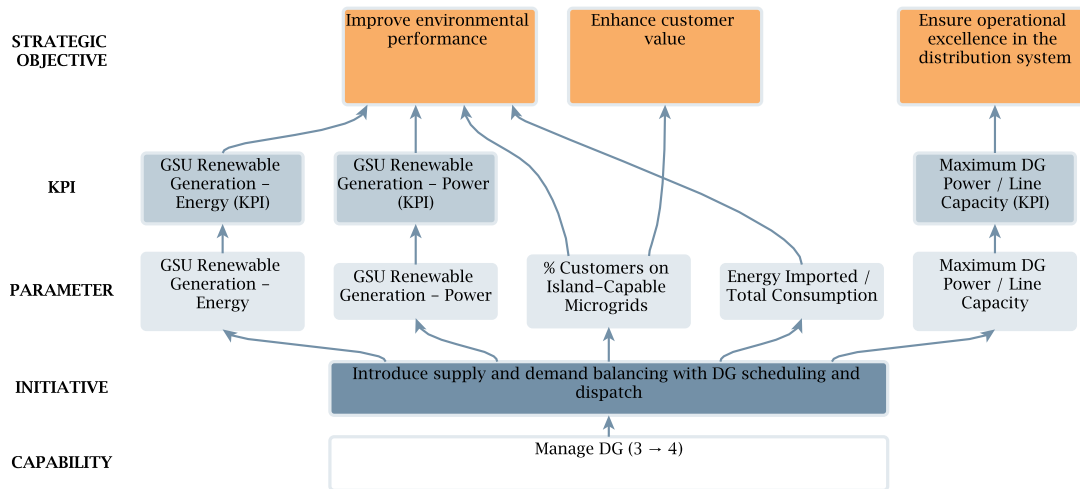 STRATEGIC
OBJECTIVE
Improve environmental
performance
Enhance customer
value
Ensure operational
excellence in the
distribution system
KPI
GSU Renewable
Generation –
Energy (KPI)
GSU Renewable
Generation – Power
(KPI)
Maximum DG
Power / Line
Capacity (KPI)
PARAMETER
GSU Renewable
Generation –
Energy
GSU Renewable
Generation – Power
% Customers on
Island–Capable
Microgrids
Energy Imported /
Total Consumption
Maximum DG
Power / Line
Capacity
INITIATIVE
Introduce supply and demand balancing with DG scheduling and
dispatch
CAPABILITY
Manage DG (3 → 4)